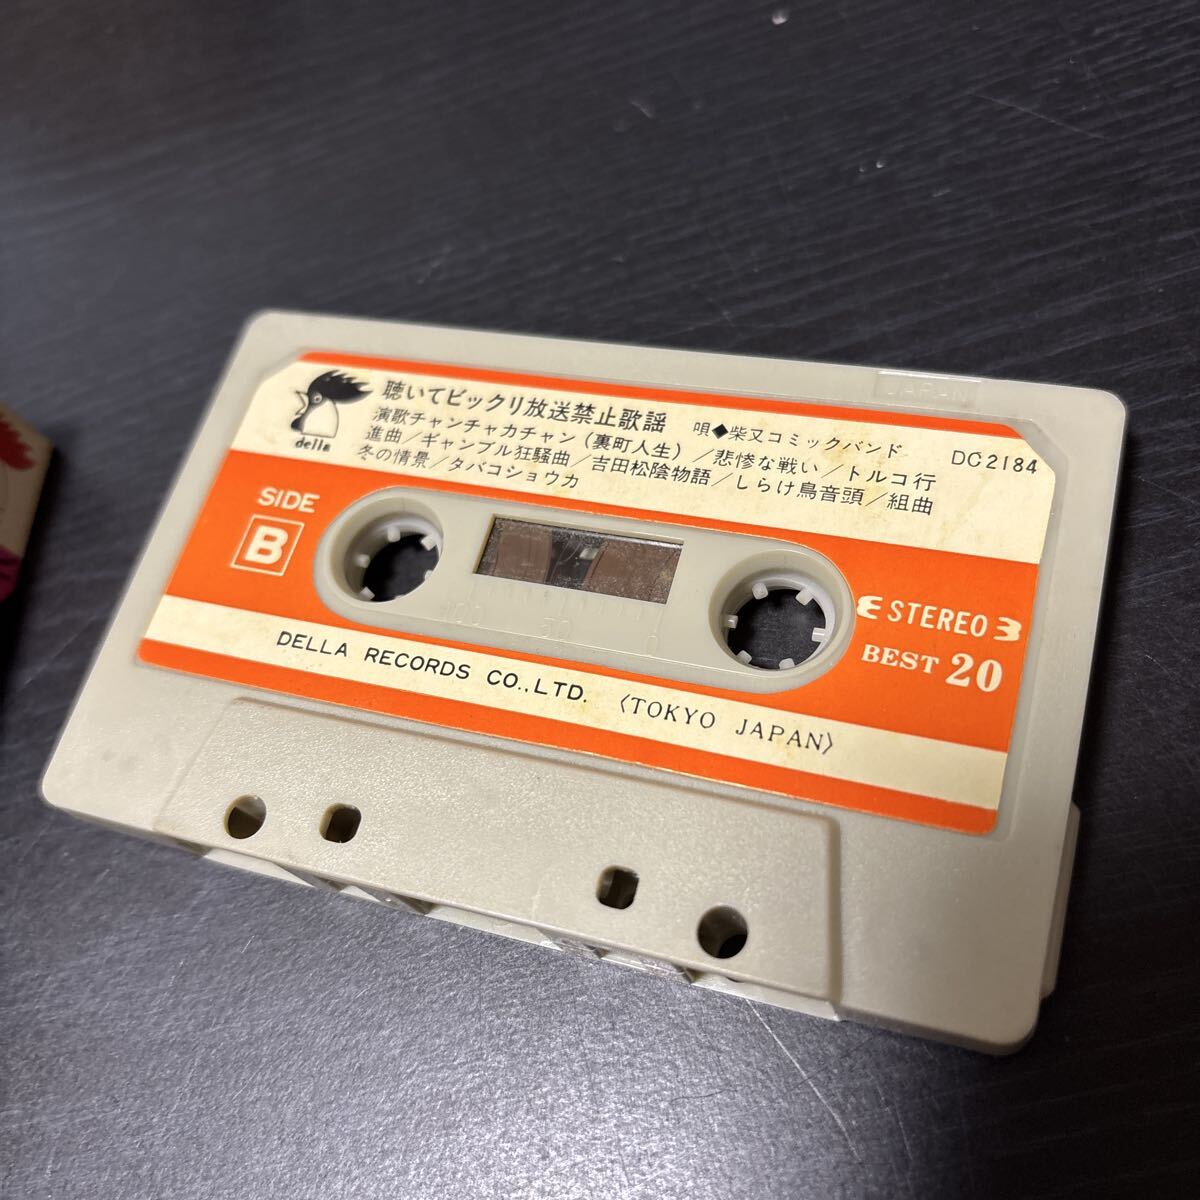 JAPAN
della
聴いてビックリ放送禁止歌謡
唄◆柴又コミックバンド
DC2184
演歌チャンチャカチャン(裏町人生)/悲惨な戦い/トルコ行
進曲/ギャンブル狂騒曲/吉田松陰物語/しらけ鳥音頭/組曲
冬の情景/タバコショウカ
SIDE
B
100 50 0
STEREO
BEST 20
DELLA RECORDS CO.,LTD. 〈TOKYO JAPAN〉